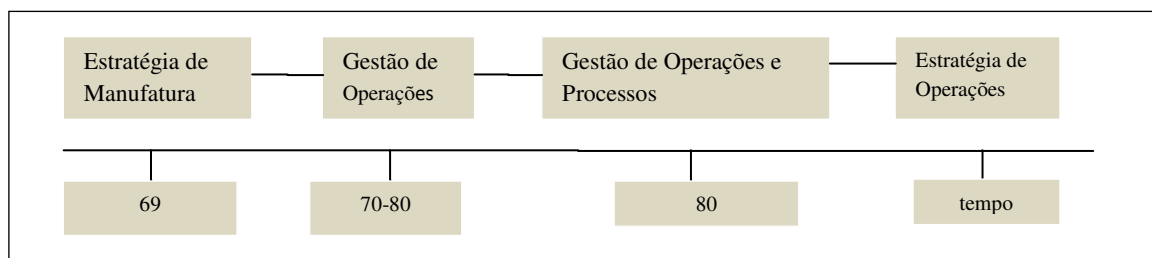 Estratégia de
Manufatura
Gestão de
Operações
Gestão de Operações e
Processos
Estratégia de
Operações
69
70-80
80
tempo